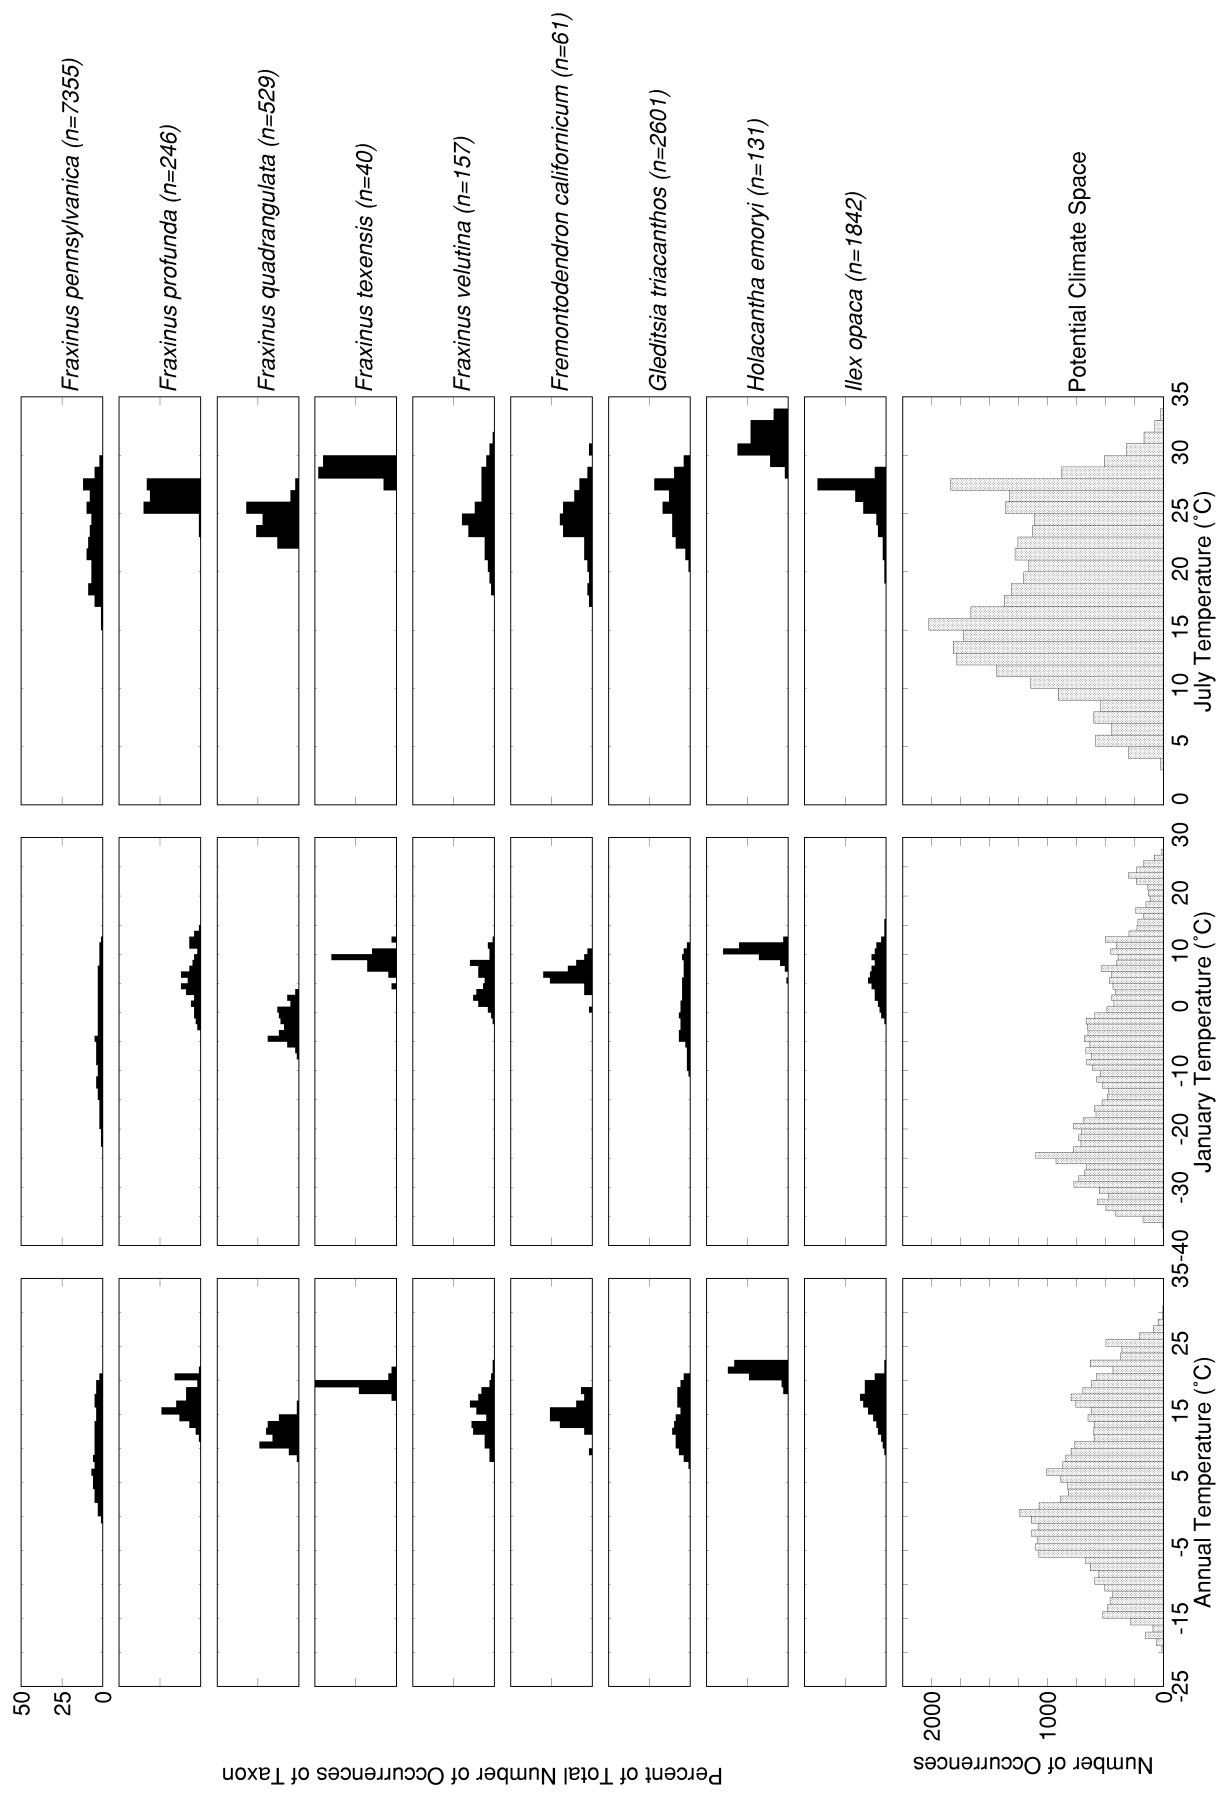 Fraxinus pennsylvanica (n=7355)
Fraxinus profunda (n=246)
Fraxinus quadrangulata (n=529)
Fraxinus texensis (n=40)
Fraxinus velutina (n=157)
Fremontodendron californicum (n=61)
Gleditsia triacanthos (n=2601)
Holacantha emoryi (n=131)
Ilex opaca (n=1842)
Potential Climate Space
50
25
0
Percent of Total Number of Occurrences of Taxon
2000
1000
0
Number of Occurrences
-25 -15 -5 5 15 25 35
Annual Temperature (°C)
-40 -30 -20 -10 0 10 20 30
January Temperature (°C)
0 5 10 15 20 25 30 35
July Temperature (°C)